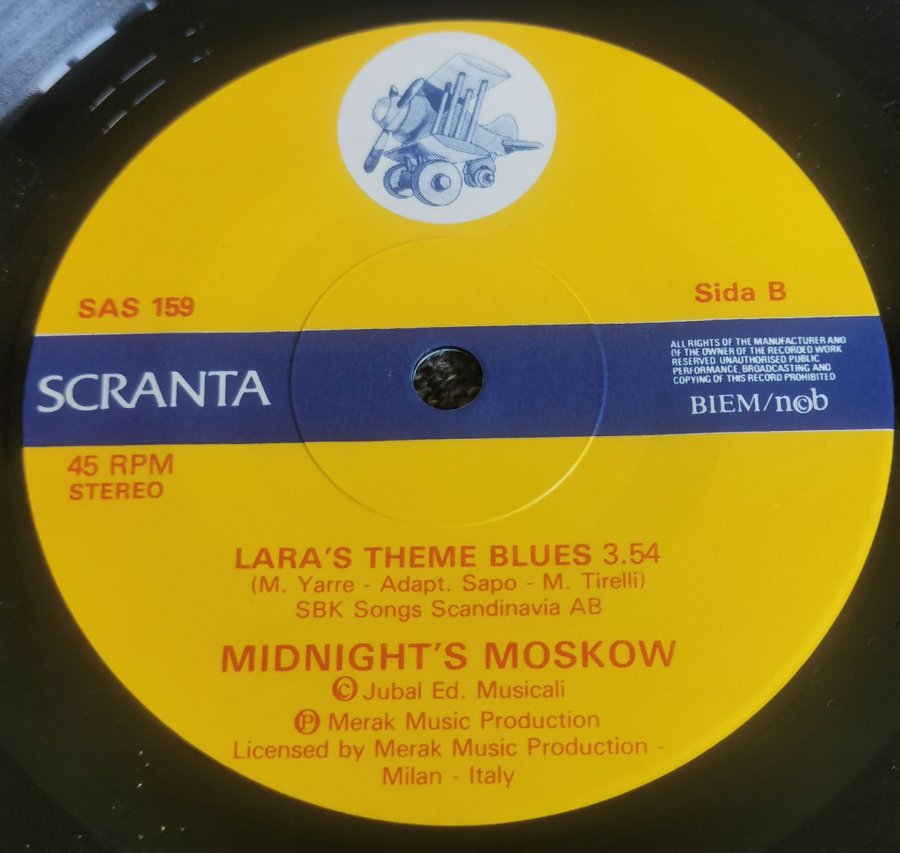 SAS 159
Sida B
SCRANTA
ALL RIGHTS OF THE MANUFACTURER AND
OF THE OWNER OF THE RECORDED WORK
RESERVED. UNAUTHORISED PUBLIC
PERFORMANCE, BROADCASTING AND
COPYING OF THIS RECORD PROHIBITED
BIEM/n©b
45 RPM
STEREO
LARA'S THEME BLUES 3.54
(M. Yarre - Adapt. Sapo - M. Tirelli)
SBK Songs Scandinavia AB
MIDNIGHT'S MOSKOW
© Jubal Ed. Musicali
℗ Merak Music Production
Licensed by Merak Music Production -
Milan - Italy